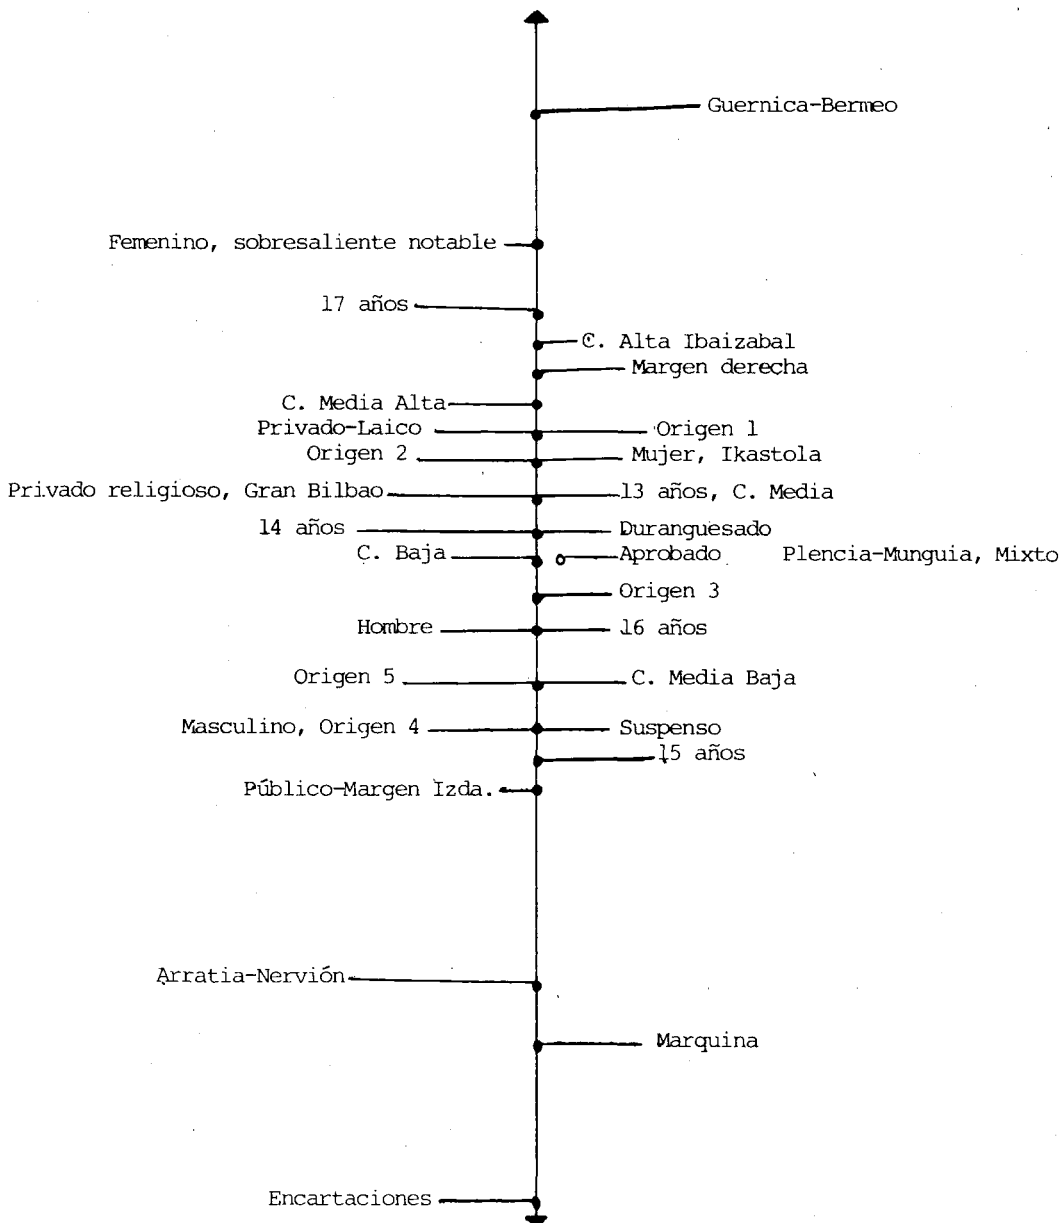 Guernica-Bermeo
Femenino, sobresaliente notable
17 años
C. Alta Ibaizabal
Margen derecha
C. Media Alta
Privado-Laico Origen 1
Origen 2 Mujer, Ikastola
Privado religioso, Gran Bilbao 13 años, C. Media
14 años Duranguesado
C. Baja o Aprobado Plencia-Munguia, Mixto
Origen 3
Hombre 16 años
Origen 5 C. Media Baja
Masculino, Origen 4 Suspenso
15 años
Público-Margen Izda.
Arratia-Nervión
Marquina
Encartaciones